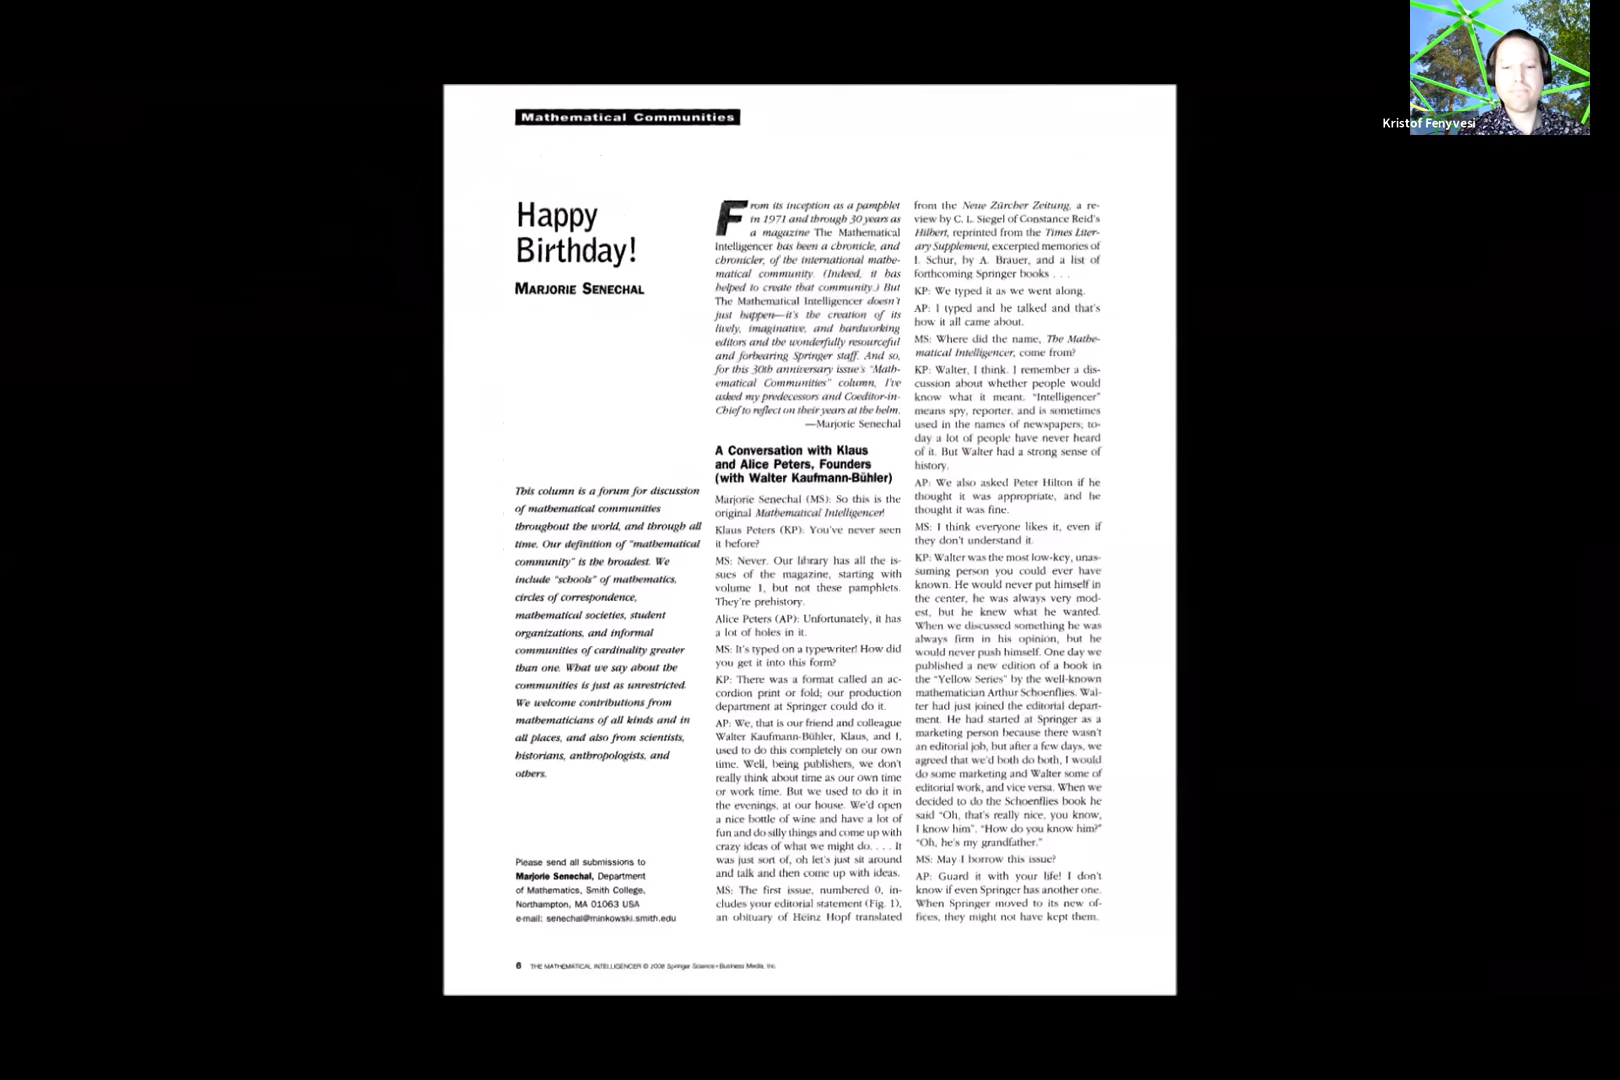 Kristof Fenyvesi
Mathematical Communities
Happy
Birthday!
MARJORIE SENECHAL
This column is a forum for discussion
of mathematical communities
throughout the world, and through all
time. Our definition of "mathematical
community" is the broadest. We
include "schools" of mathematics,
circles of correspondence,
mathematical societies, student
organizations, and informal
communities of cardinality greater
than one. What we say about the
communities is just as unrestricted.
We welcome contributions from
mathematicians of all kinds and in
all places, and also from scientists,
historians, anthropologists, and
others.
Please send all submissions to
Marjorie Senechal, Department
of Mathematics, Smith College,
Northampton, MA 01063 USA
e-mail: senechal@minkowski.smith.edu
From its inception as a pamphlet
in 1971 and through 30 years as
a magazine The Mathematical
Intelligencer has been a chronicle, and
chronicler, of the international mathe-
matical community. (Indeed, it has
helped to create that community.) But
The Mathematical Intelligencer doesn't
just happen—it's the creation of its
lively, imaginative, and hardworking
editors and the wonderfully resourceful
and forbearing Springer staff. And so,
for this 30th anniversary issue's "Math-
ematical Communities" column, I've
asked my predecessors and Coeditor-in-
Chief to reflect on their years at the helm.
—Marjorie Senechal
A Conversation with Klaus
and Alice Peters, Founders
(with Walter Kaufmann-Bühler)
Marjorie Senechal (MS): So this is the
original Mathematical Intelligencer!
Klaus Peters (KP): You've never seen
it before?
MS: Never. Our library has all the is-
sues of the magazine, starting with
volume 1, but not these pamphlets.
They're prehistory.
Alice Peters (AP): Unfortunately, it has
a lot of holes in it.
MS: It's typed on a typewriter! How did
you get it into this form?
KP: There was a format called an ac-
cordion print or fold; our production
department at Springer could do it.
AP: We, that is our friend and colleague
Walter Kaufmann-Bühler, Klaus, and I,
used to do this completely on our own
time. Well, being publishers, we don't
really think about time as our own time
or work time. But we used to do it in
the evenings, at our house. We'd open
a nice bottle of wine and have a lot of
fun and do silly things and come up with
crazy ideas of what we might do. . . . It
was just sort of, oh let's just sit around
and talk and then come up with ideas.
MS: The first issue, numbered 0, in-
cludes your editorial statement (Fig. 1),
an obituary of Heinz Hopf translated
from the Neue Zürcher Zeitung, a re-
view by C. L. Siegel of Constance Reid's
Hilbert, reprinted from the Times Liter-
ary Supplement, excerpted memories of
I. Schur, by A. Brauer, and a list of
forthcoming Springer books . . .
KP: We typed it as we went along.
AP: I typed and he talked and that's
how it all came about.
MS: Where did the name, The Mathe-
matical Intelligencer, come from?
KP: Walter, I think. I remember a dis-
cussion about whether people would
know what it meant. "Intelligencer"
means spy, reporter, and is sometimes
used in the names of newspapers; to-
day a lot of people have never heard
of it. But Walter had a strong sense of
history.
AP: We also asked Peter Hilton if he
thought it was appropriate, and he
thought it was fine.
MS: I think everyone likes it, even if
they don't understand it.
KP: Walter was the most low-key, unas-
suming person you could ever have
known. He would never put himself in
the center, he was always very mod-
est, but he knew what he wanted.
When we discussed something he was
always firm in his opinion, but he
would never push himself. One day we
published a new edition of a book in
the "Yellow Series" by the well-known
mathematician Arthur Schoenflies. Wal-
ter had just joined the editorial depart-
ment. He had started at Springer as a
marketing person because there wasn't
an editorial job, but after a few days, we
agreed that we'd both do both, I would
do some marketing and Walter some of
editorial work, and vice versa. When we
decided to do the Schoenflies book he
said "Oh, that's really nice, you know,
I know him". "How do you know him?"
"Oh, he's my grandfather."
MS: May I borrow this issue?
AP: Guard it with your life! I don't
know if even Springer has another one.
When Springer moved to its new of-
fices, they might not have kept them.
6 THE MATHEMATICAL INTELLIGENCER © 2008 Springer Science+Business Media, Inc.